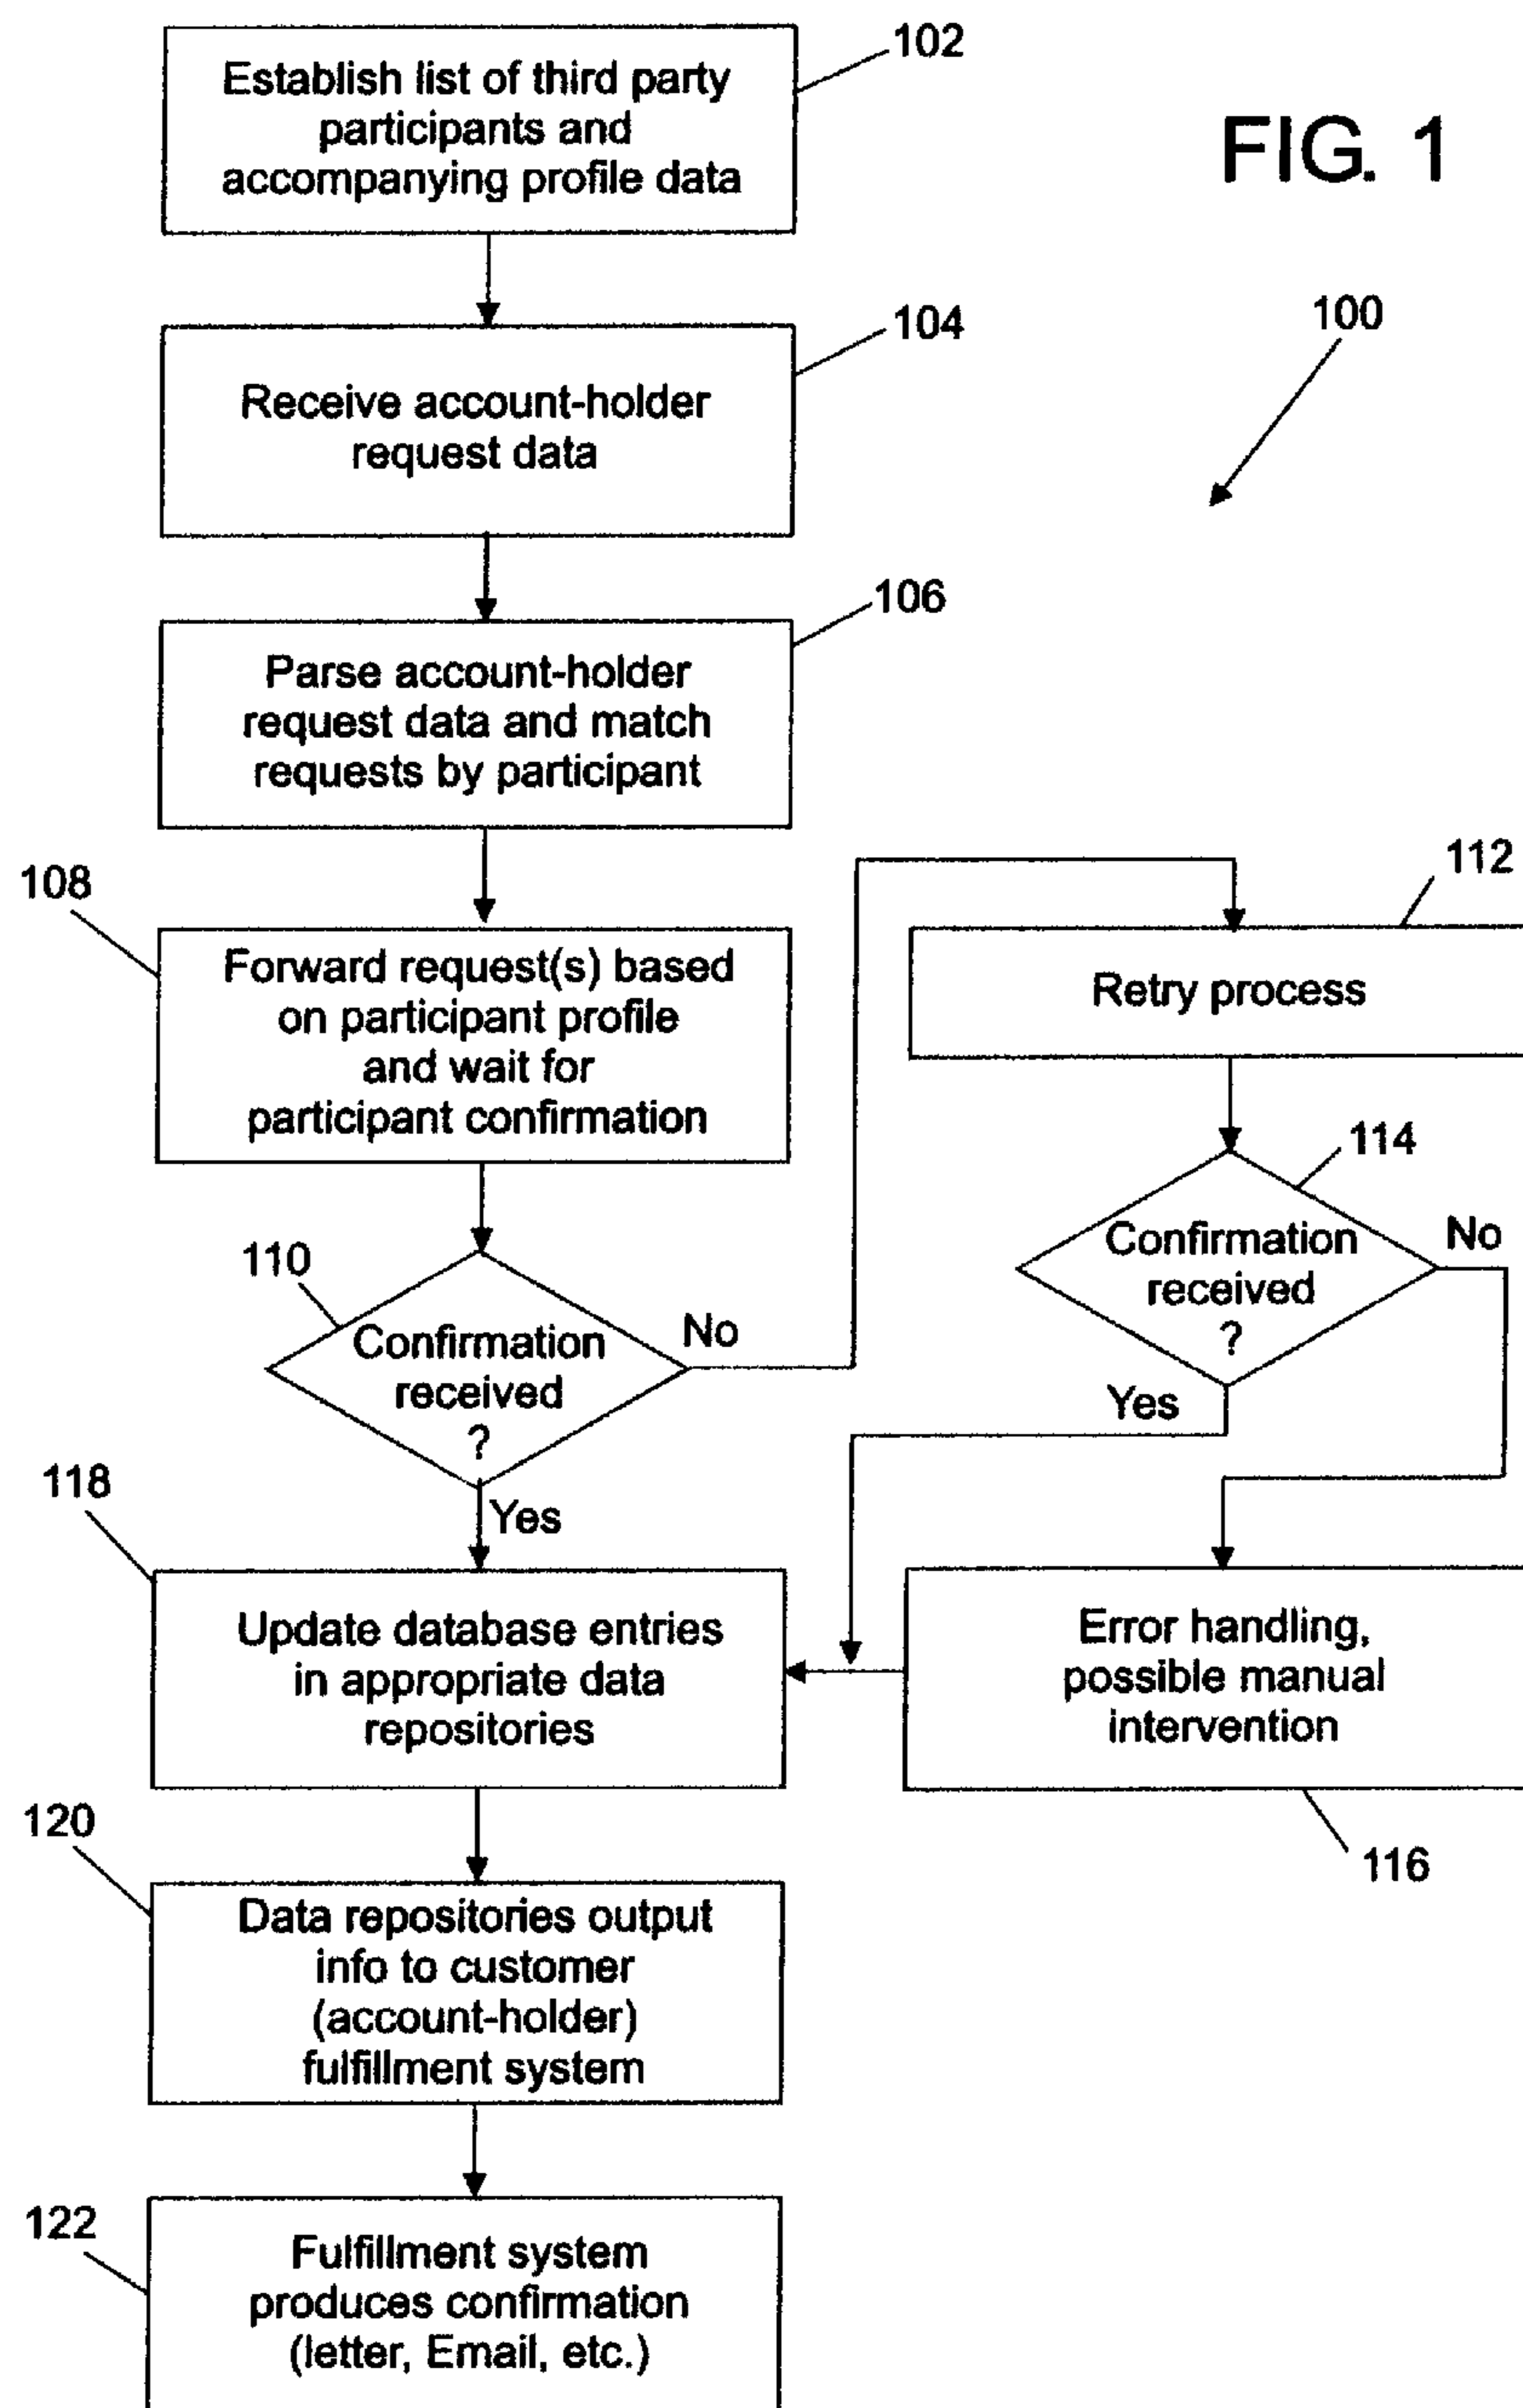 102
Establish list of third party
participants and
accompanying profile data
FIG. 1
100
104
Receive account-holder
request data
106
Parse account-holder
request data and match
requests by participant
108
Forward request(s) based
on participant profile
and wait for
participant confirmation
112
Retry process
110
Confirmation
received
?
No
Yes
114
Confirmation
received
?
No
Yes
118
Update database entries
in appropriate data
repositories
Error handling,
possible manual
intervention
116
120
Data repositories output
info to customer
(account-holder)
fulfillment system
122
Fulfillment system
produces confirmation
(letter, Email, etc.)